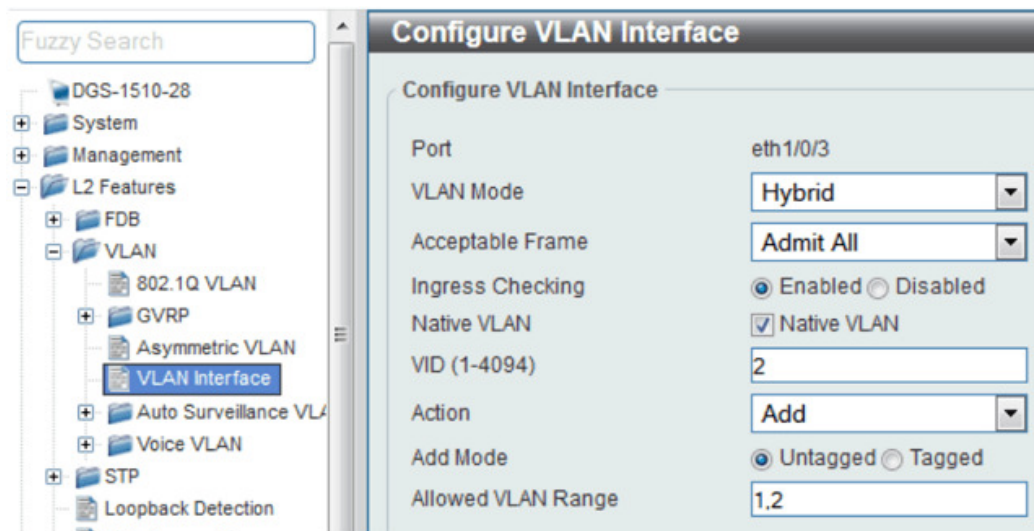 Fuzzy Search
DGS-1510-28
System
Management
L2 Features
FDB
VLAN
802.1Q VLAN
GVRP
Asymmetric VLAN
VLAN Interface
Auto Surveillance VLA
Voice VLAN
STP
Loopback Detection
Configure VLAN Interface
Configure VLAN Interface
Port eth1/0/3
VLAN Mode Hybrid
Acceptable Frame Admit All
Ingress Checking Enabled Disabled
Native VLAN Native VLAN
VID (1-4094) 2
Action Add
Add Mode Untagged Tagged
Allowed VLAN Range 1,2